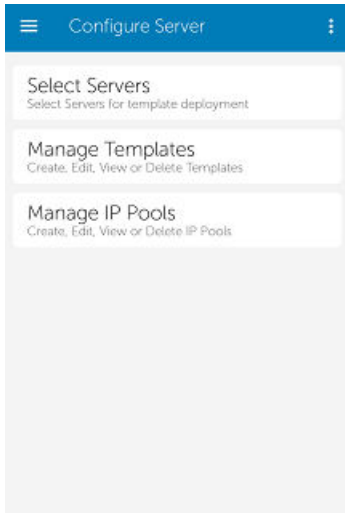 Configure Server
Select Servers
Select Servers for template deployment
Manage Templates
Create, Edit, View or Delete Templates
Manage IP Pools
Create, Edit, View or Delete IP Pools